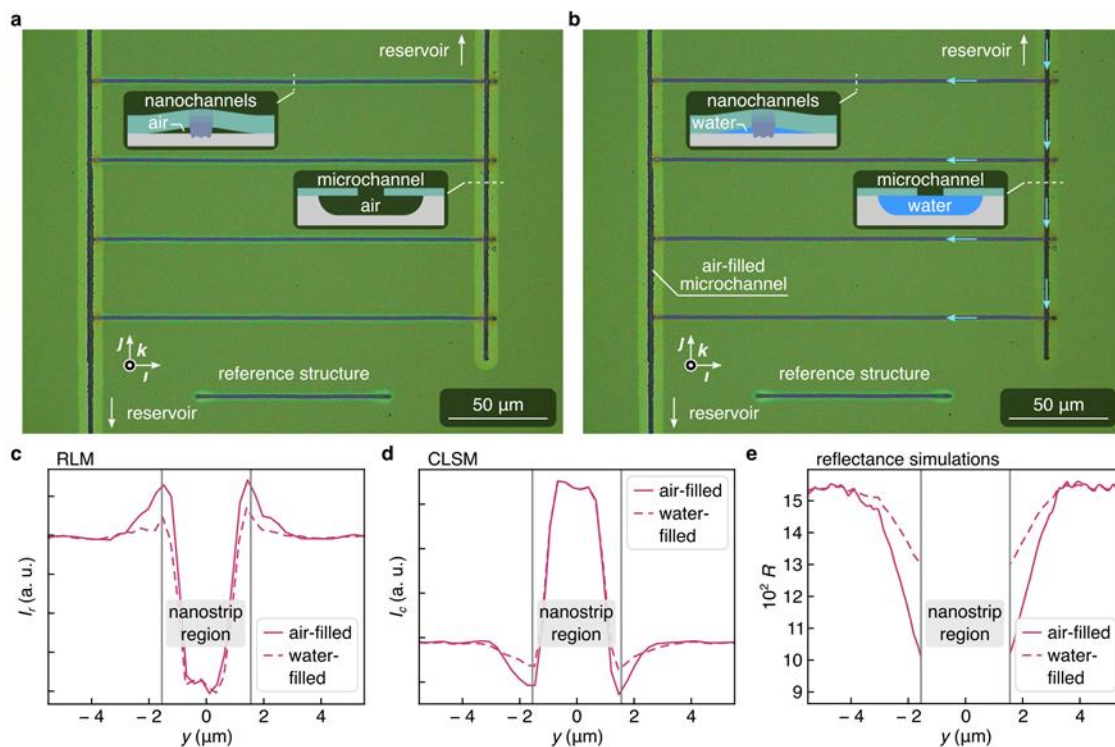 a
reservoir
nanochannels
air
microchannel
air
J
k
I
reference structure
reservoir
50 µm
b
reservoir
nanochannels
water
microchannel
water
air-filled
microchannel
J
k
I
reference structure
reservoir
50 µm
c RLM
I_r (a. u.)
nanostrip
region
air-filled
water-
filled
− 4 − 2 0 2 4
y (µm)
d CLSM
I_c (a. u.)
air-filled
water-
filled
nanostrip
region
− 4 − 2 0 2 4
y (µm)
e reflectance simulations
10² R
15
14
13
12
11
10
9
nanostrip
region
air-filled
water-
filled
− 4 − 2 0 2 4
y (µm)